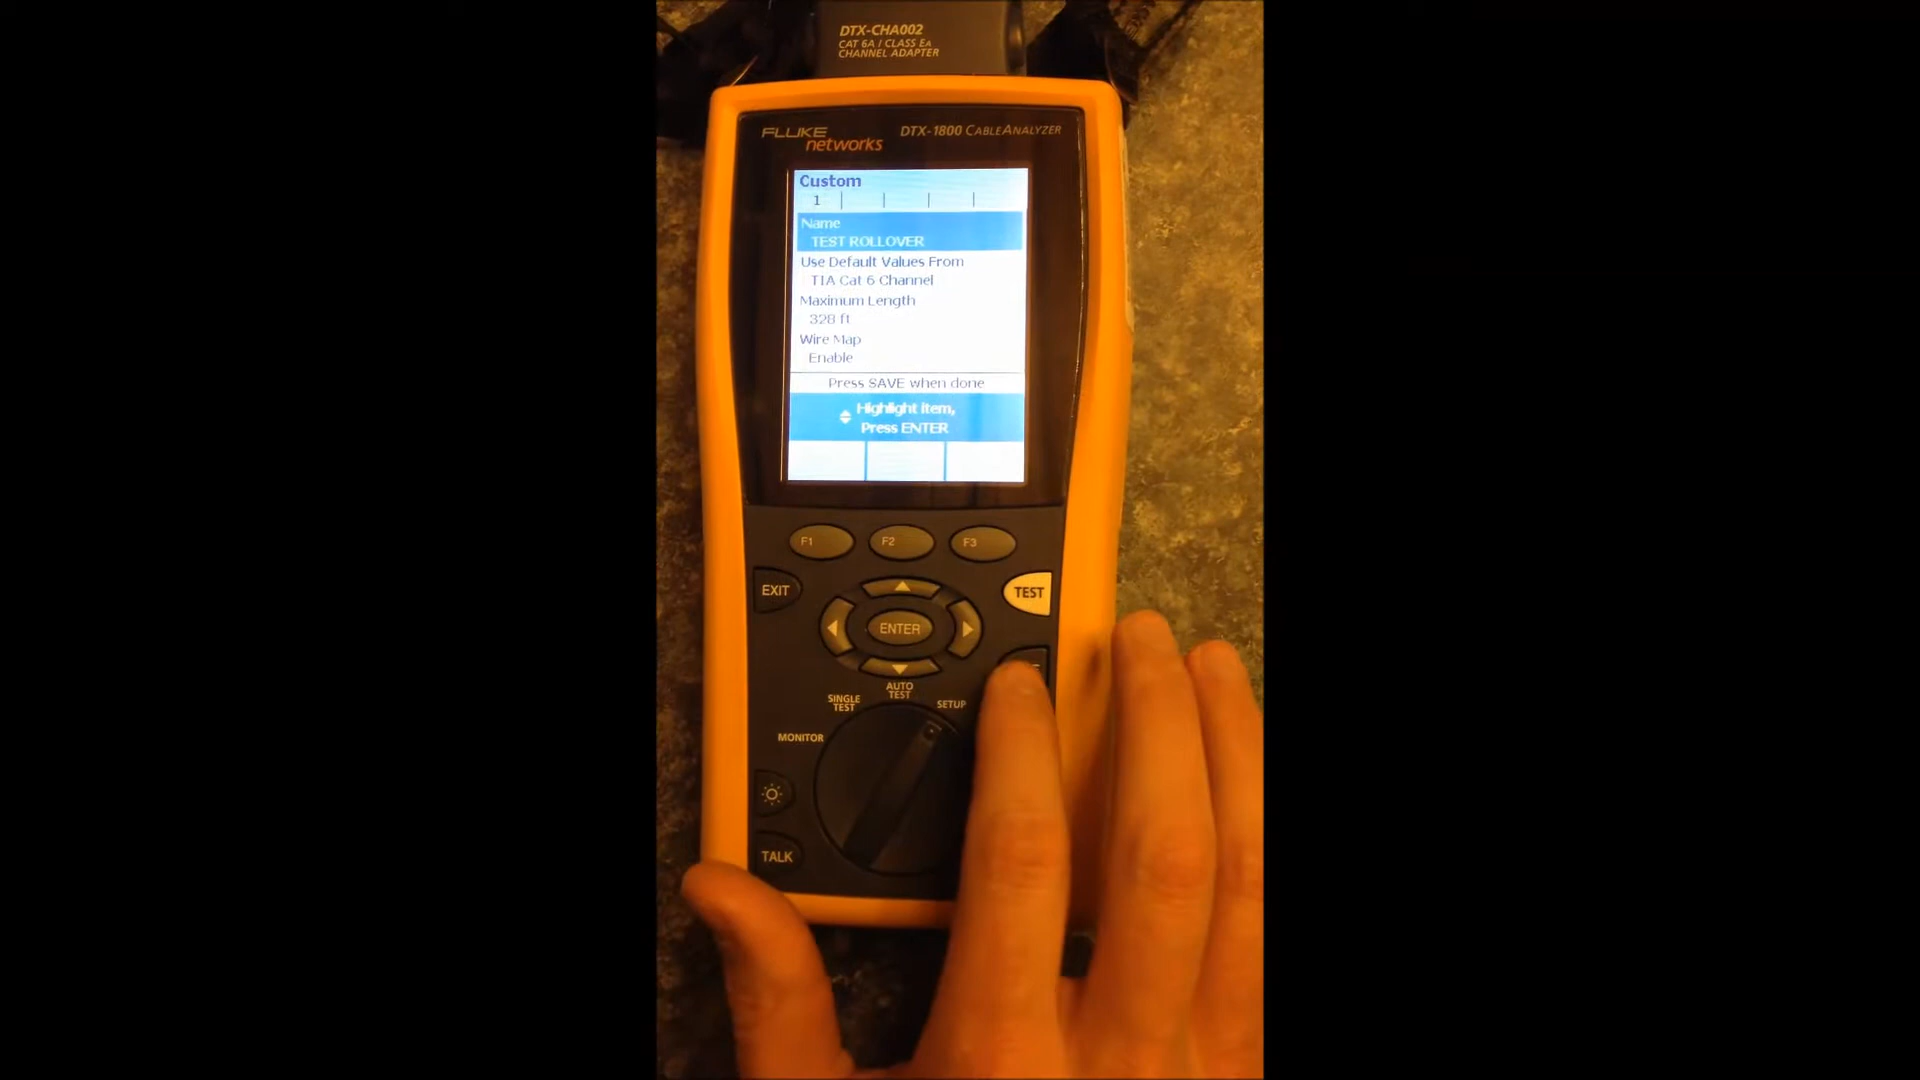 DTX-CHA002
CAT 6A / CLASS EA
CHANNEL ADAPTER
FLUKE
networks
DTX-1800 CABLEANALYZER
Custom
1
Name
TEST ROLLOVER
Use Default Values From
TIA Cat 6 Channel
Maximum Length
328 ft
Wire Map
Enable
Press SAVE when done
Highlight item,
Press ENTER
F1
F2
F3
EXIT
TEST
ENTER
AUTO
TEST
SINGLE
TEST
SETUP
MONITOR
TALK